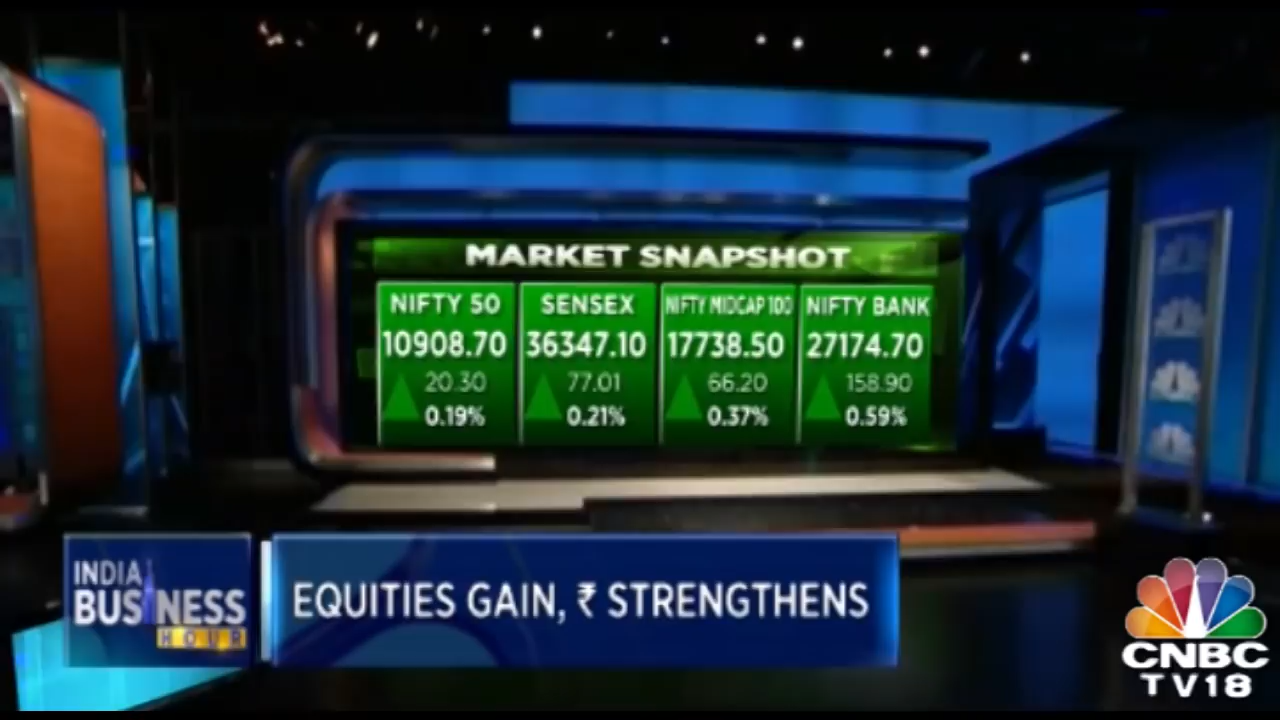 MARKET SNAPSHOT
NIFTY 50 SENSEX NIFTY MIDCAP 100 NIFTY BANK
10908.70 36347.10 17738.50 27174.70
20.30 77.01 66.20 158.90
0.19% 0.21% 0.37% 0.59%
INDIA
BUSINESS
HOUR
EQUITIES GAIN, ₹ STRENGTHENS
CNBC
TV18